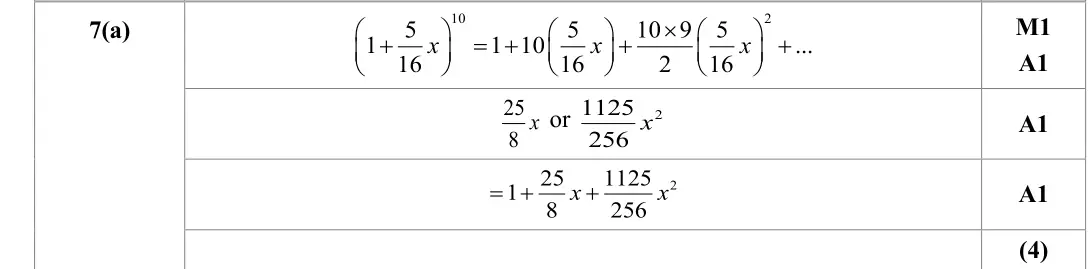 7(a) (1 + 5/16 x)^10 = 1 + 10(5/16 x) + 10×9/2 (5/16 x)^2 + ... M1
A1
25/8 x or 1125/256 x^2 A1
= 1 + 25/8 x + 1125/256 x^2 A1
(4)